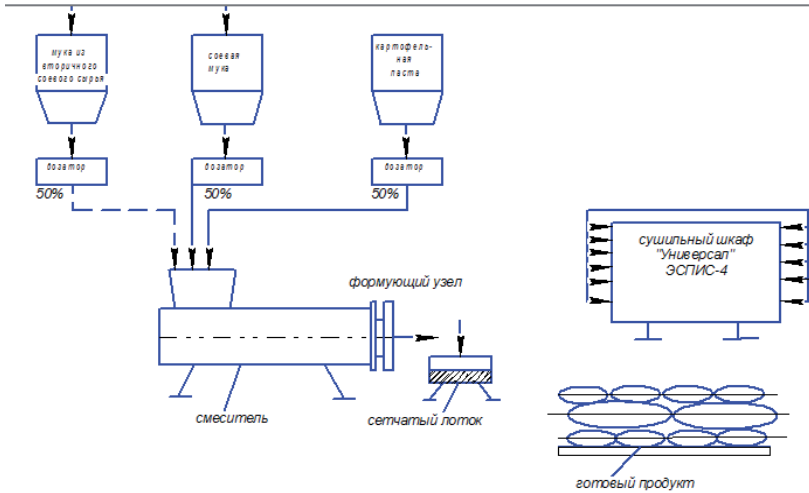 мука из
вторичного
соевого сырья
соевая
мука
картофель-
ная
паста
дозатор
дозатор
дозатор
50%
50%
50%
сушильный шкаф
"Универсал"
ЭСПИС-4
формующий узел
смеситель
сетчатый лоток
готовый продукт